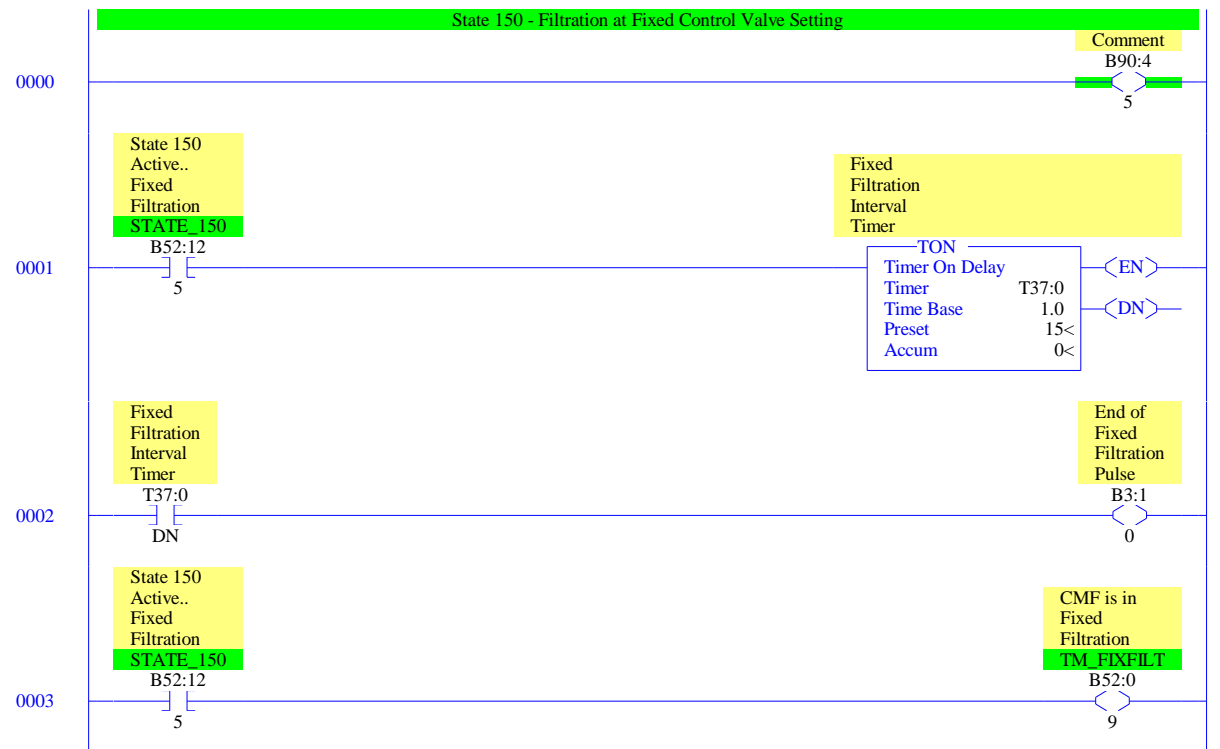 State 150 - Filtration at Fixed Control Valve Setting
Comment
B90:4
0000
5
State 150
Active..
Fixed
Filtration
STATE_150
B52:12
0001
5
Fixed
Filtration
Interval
Timer
TON
Timer On Delay
Timer T37:0
Time Base 1.0
Preset 15<
Accum 0<
EN
DN
Fixed
Filtration
Interval
Timer
T37:0
0002
DN
End of
Fixed
Filtration
Pulse
B3:1
0
State 150
Active..
Fixed
Filtration
STATE_150
B52:12
0003
5
CMF is in
Fixed
Filtration
TM_FIXFILT
B52:0
9